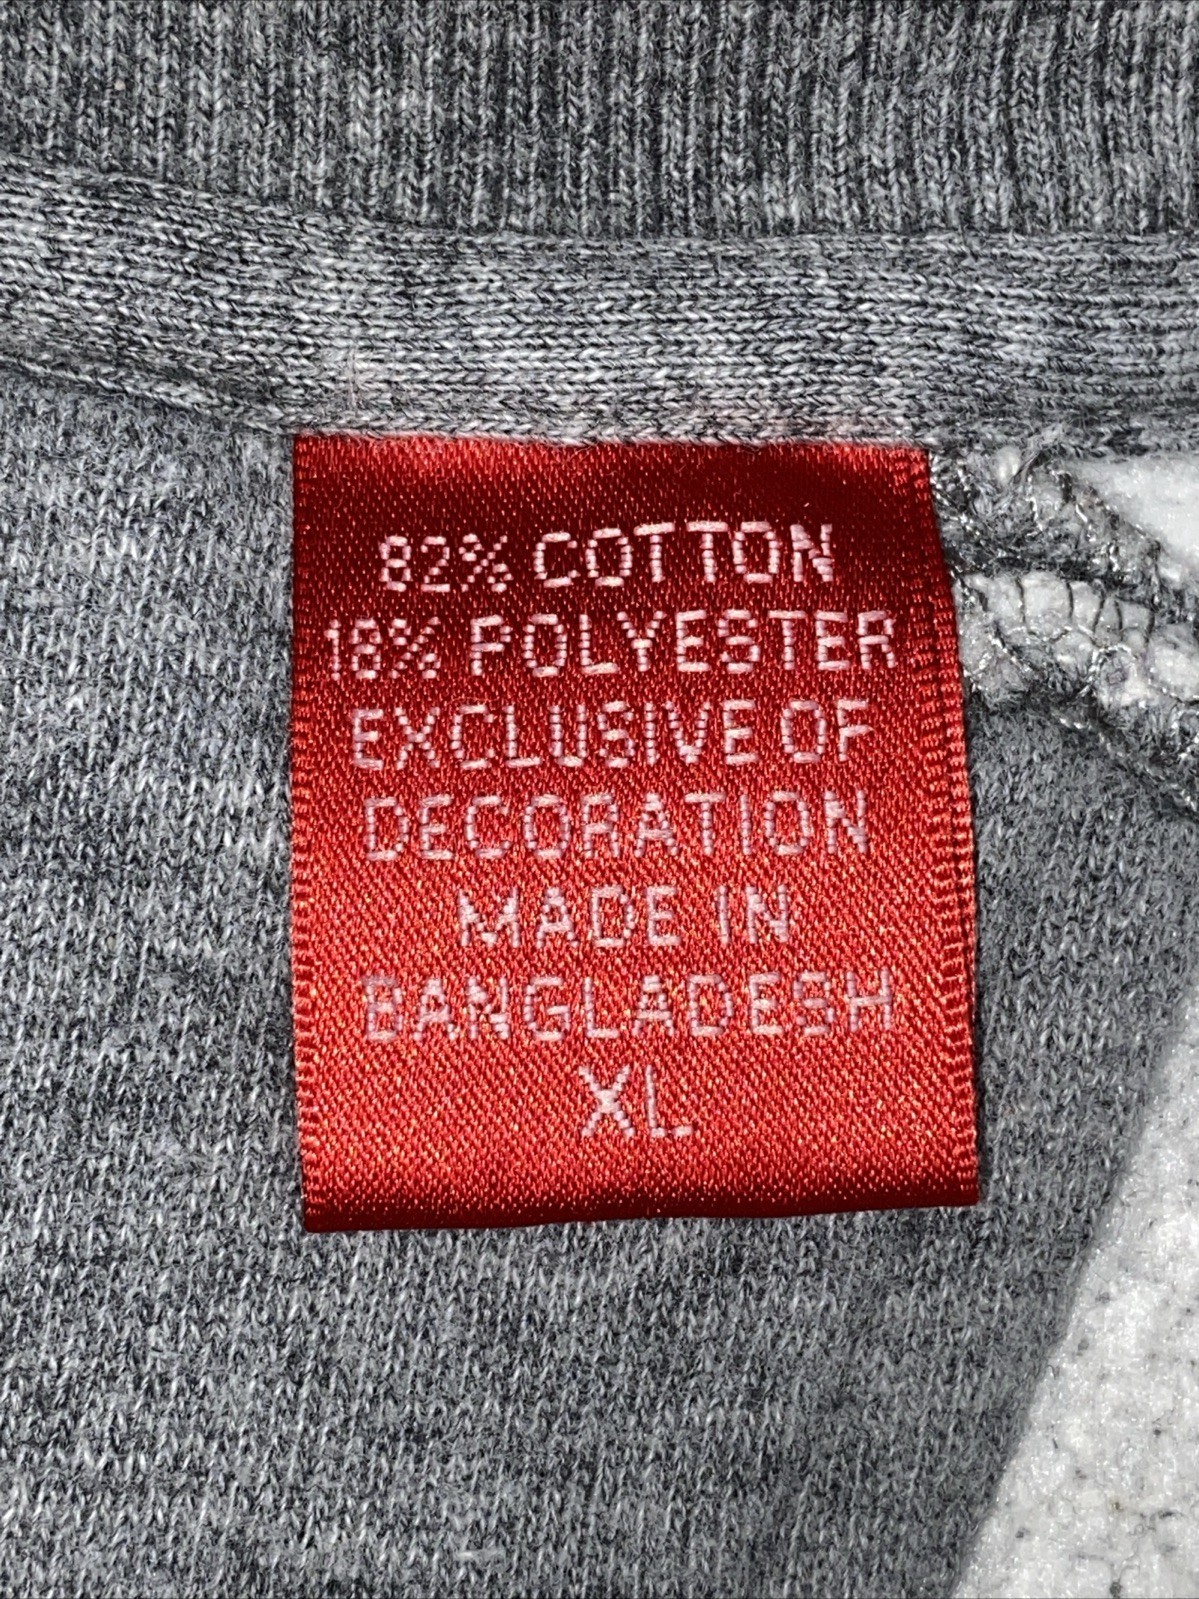 82% COTTON
18% POLYESTER
EXCLUSIVE OF
DECORATION
MADE IN
BANGLADESH
XL